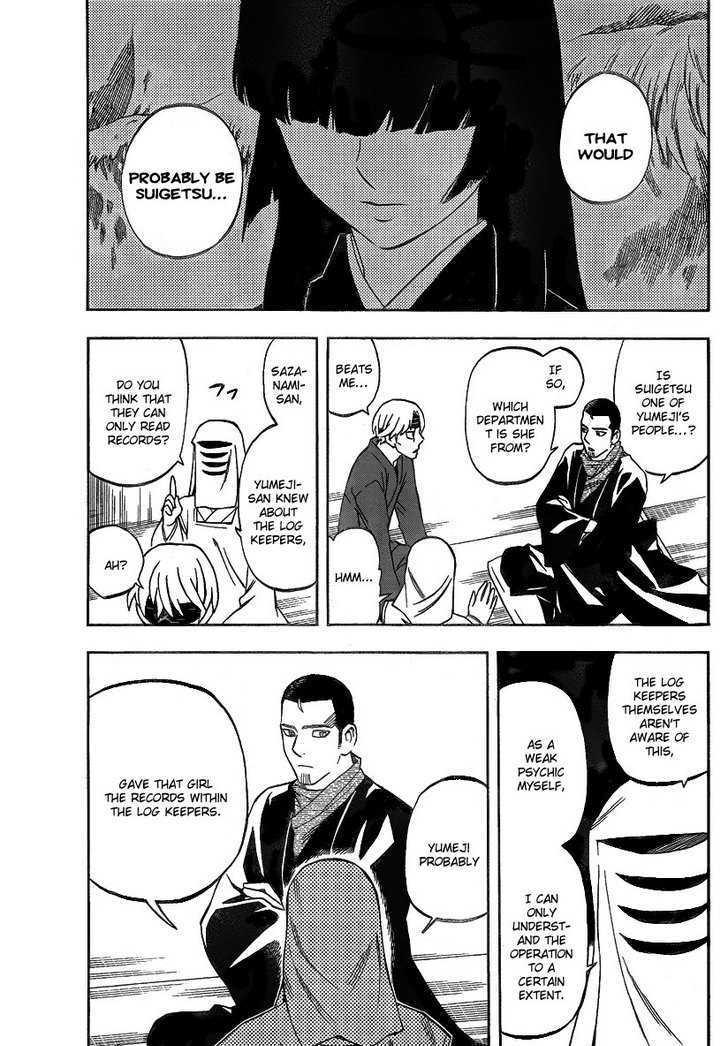 THAT
WOULD
PROBABLY BE
SUIGETSU...
IS
SUIGETSU
ONE OF
YUMEJI'S
PEOPLE...?
IF
SO,
WHICH
DEPARTMEN
T IS SHE
FROM?
BEATS
ME...
HMM...
SAZA-
NAMI-
SAN,
YUMEJI-
SAN KNEW
ABOUT
THE LOG
KEEPERS,
DO YOU
THINK THAT
THEY CAN
ONLY READ
RECORDS?
AH?
THE LOG
KEEPERS
THEMSELVES
AREN'T
AWARE OF
THIS,
AS A
WEAK
PSYCHIC
MYSELF,
I CAN
ONLY
UNDERST-
AND THE
OPERATION
TO A
CERTAIN
EXTENT.
YUMEJI
PROBABLY
GAVE THAT GIRL
THE RECORDS WITHIN
THE LOG KEEPERS.